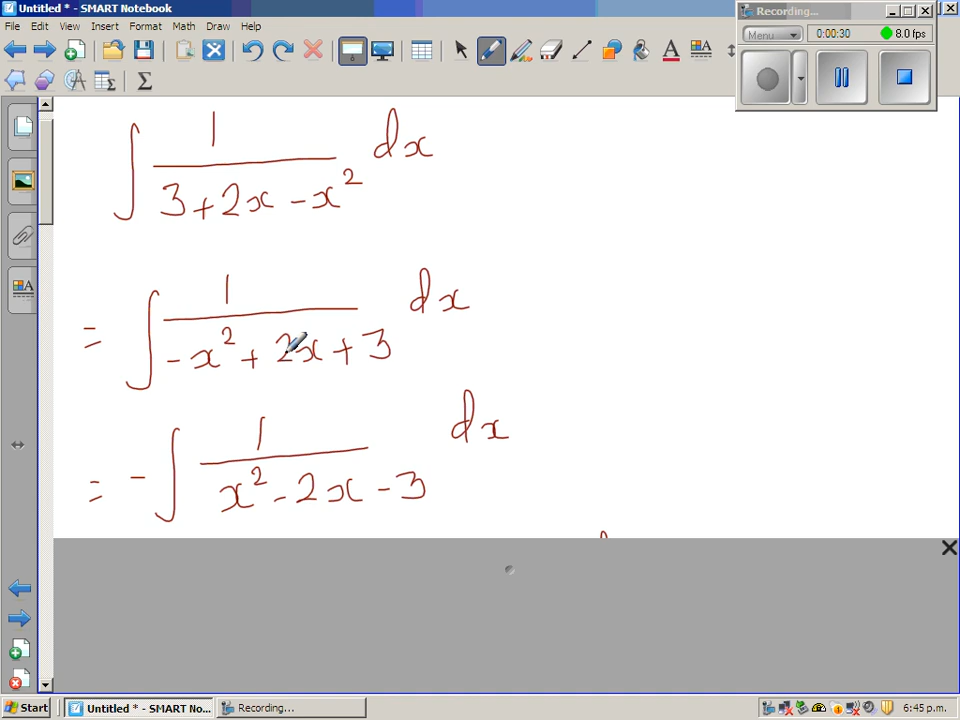 Untitled * - SMART Notebook
File Edit View Insert Format Math Draw Help
Recording...
Menu 0:00:30 8.0 fps
∫ 1/(3+2x-x²) dx
= ∫ 1/(-x²+2x+3) dx
= -∫ 1/(x²-2x-3) dx
Start Untitled * - SMART No... Recording... 6:45 p.m.